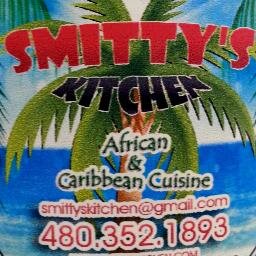 SMITTY'S
KITCHEN
African
&
Caribbean Cuisine
smittyskitchen@gmail.com
480.352.1893